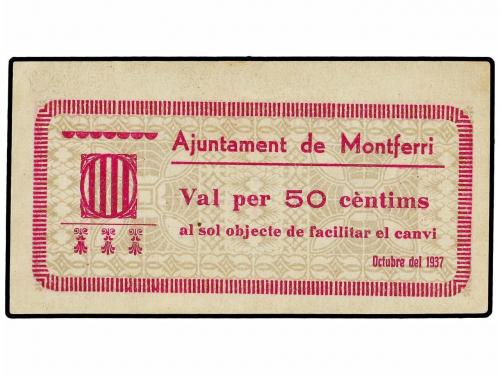 Ajuntament de Montferri
Val per 50 cèntims
al sol objecte de facilitar el canvi
Octubre del 1937